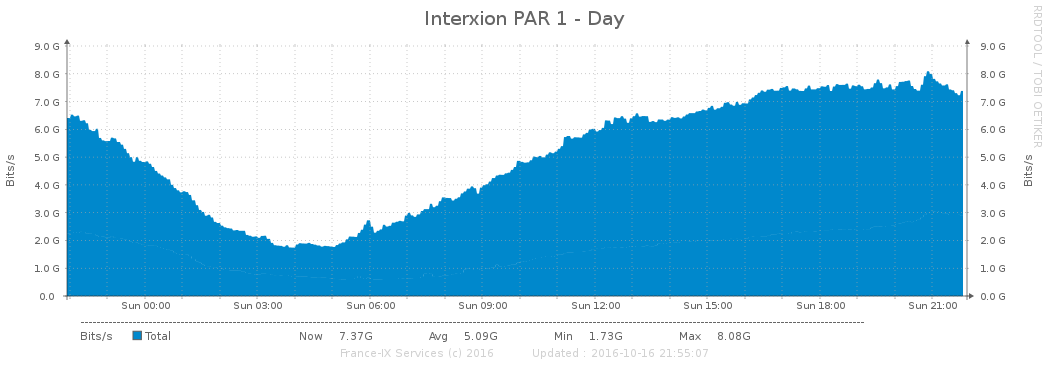 Interxion PAR 1 - Day
RRDTOOL / TOBI OETIKER
Bits/s
9.0 G
8.0 G
7.0 G
6.0 G
5.0 G
4.0 G
3.0 G
2.0 G
1.0 G
0.0
9.0 G
8.0 G
7.0 G
6.0 G
5.0 G
4.0 G
3.0 G
2.0 G
1.0 G
0.0 G
Bits/s
Sun 00:00 Sun 03:00 Sun 06:00 Sun 09:00 Sun 12:00 Sun 15:00 Sun 18:00 Sun 21:00
Bits/s Total Now 7.37G Avg 5.09G Min 1.73G Max 8.08G
France-IX Services (c) 2016 Updated : 2016-10-16 21:55:07